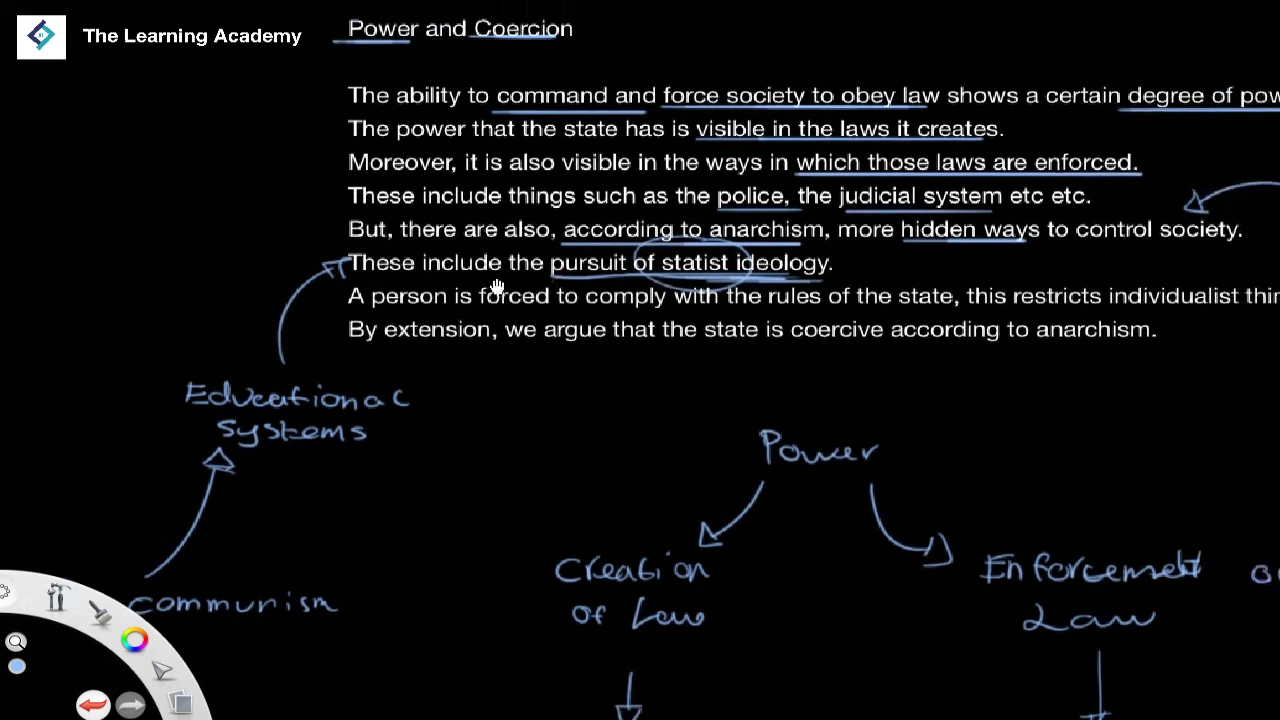 The Learning Academy
Power and Coercion
The ability to command and force society to obey law shows a certain degree of pow
The power that the state has is visible in the laws it creates.
Moreover, it is also visible in the ways in which those laws are enforced.
These include things such as the police, the judicial system etc etc.
But, there are also, according to anarchism, more hidden ways to control society.
These include the pursuit of statist ideology.
A person is forced to comply with the rules of the state, this restricts individualist thin
By extension, we argue that the state is coercive according to anarchism.
Educational
Systems
Power
Creation
of Law
Enforcement
Law
communism